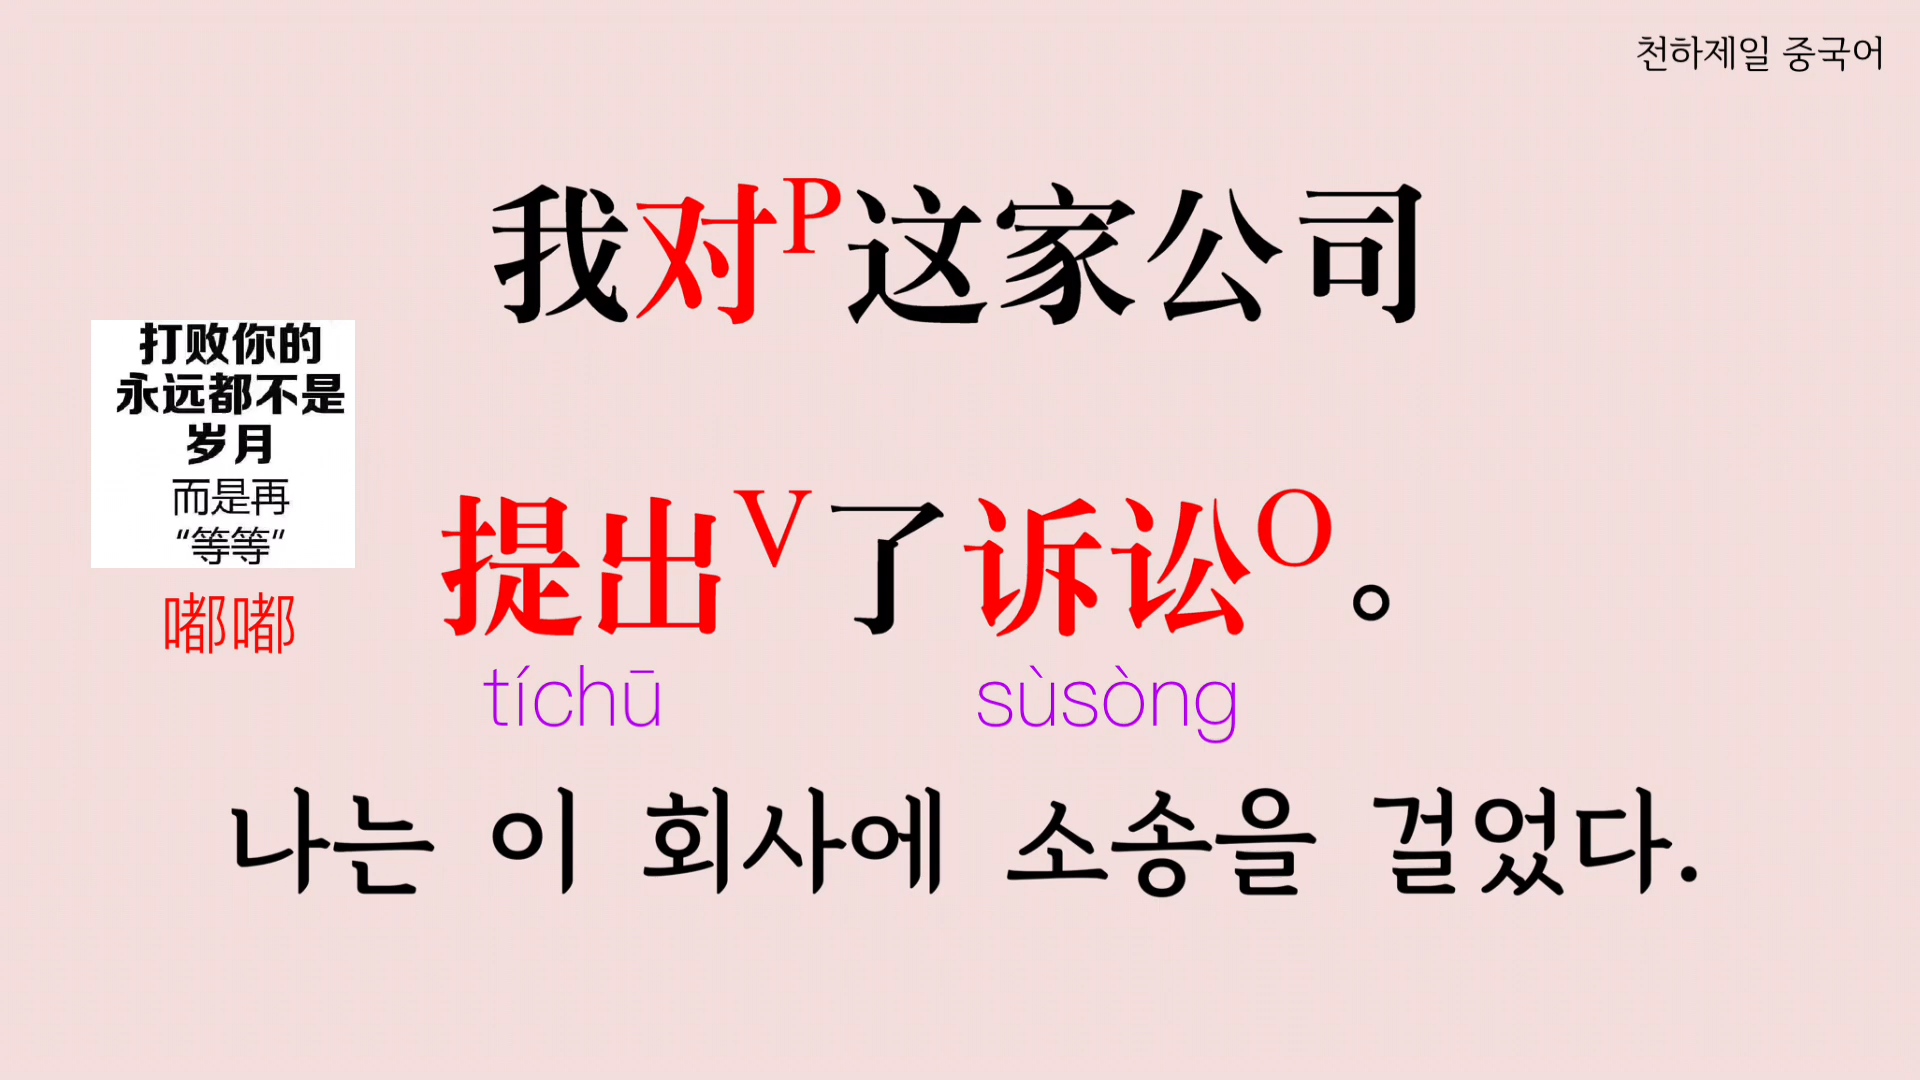 천하제일 중국어
我对P这家公司
打败你的
永远都不是
岁月
而是再
“等等”
嘟嘟
提出V了诉讼O。
tíchū sùsòng
나는 이 회사에 소송을 걸었다.